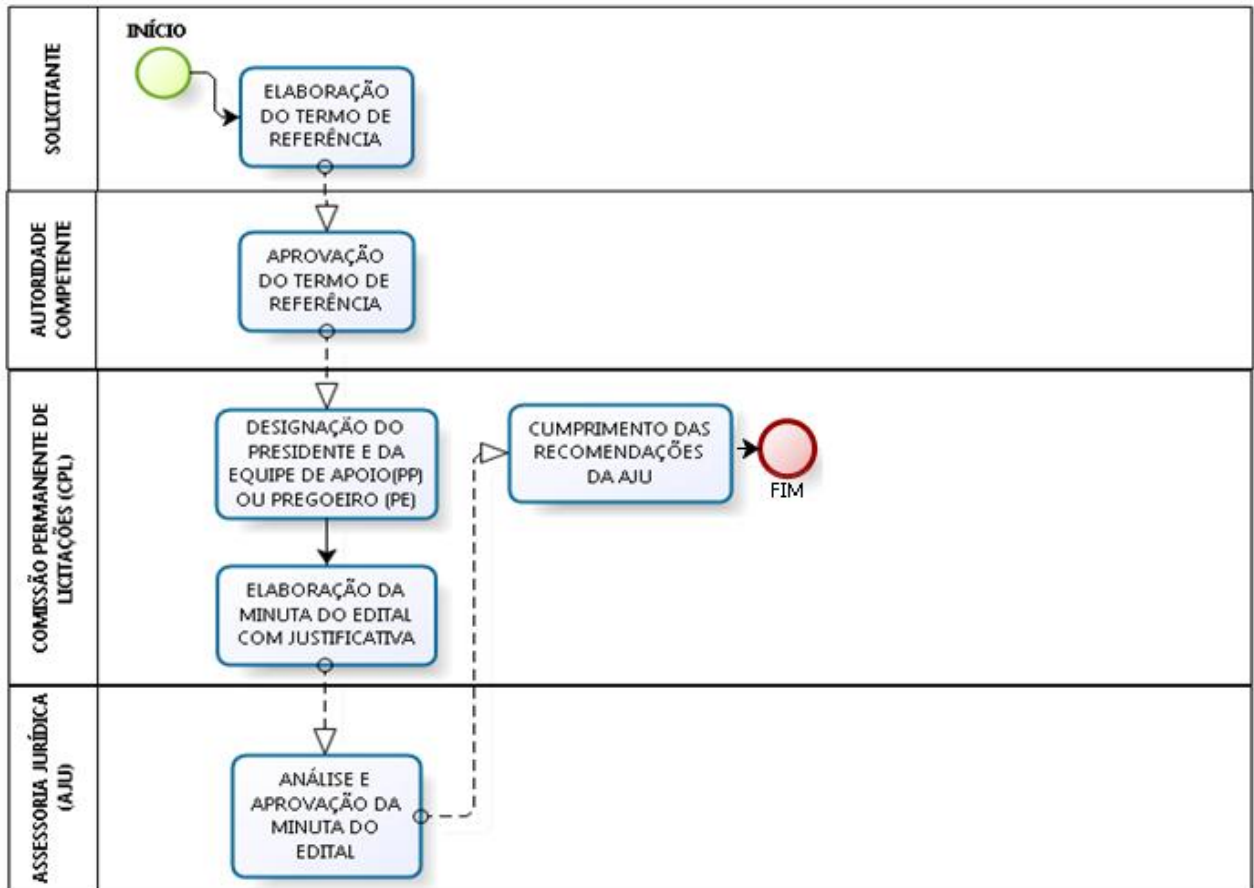 SOLICITANTE
INÍCIO
ELABORAÇÃO
DO TERMO DE
REFERÊNCIA
AUTORIDADE
COMPETENTE
APROVAÇÃO
DO TERMO DE
REFERÊNCIA
COMISSÃO PERMANENTE DE
LICITAÇÕES (CPL)
DESIGNAÇÃO DO
PRESIDENTE E DA
EQUIPE DE APOIO(PP)
OU PREGOEIRO (PE)
CUMPRIMENTO DAS
RECOMENDAÇÕES
DA AJU
FIM
ELABORAÇÃO DA
MINUTA DO EDITAL
COM JUSTIFICATIVA
ASSESSORIA JURÍDICA
(AJU)
ANÁLISE E
APROVAÇÃO DA
MINUTA DO
EDITAL